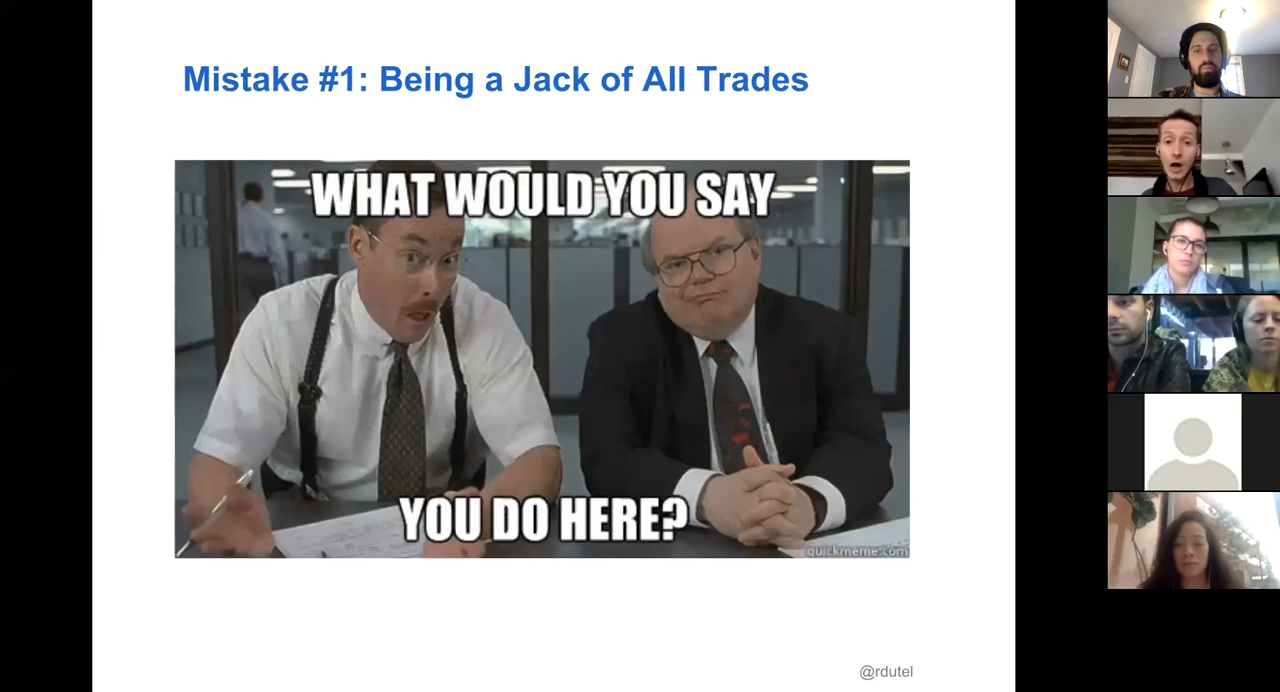 Mistake #1: Being a Jack of All Trades
WHAT WOULD YOU SAY
YOU DO HERE?
quickmeme.com
@rdutel